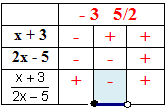 - 3 5/2
x + 3 - + +
2x - 5 - - +
x + 3 + - +
2x - 5